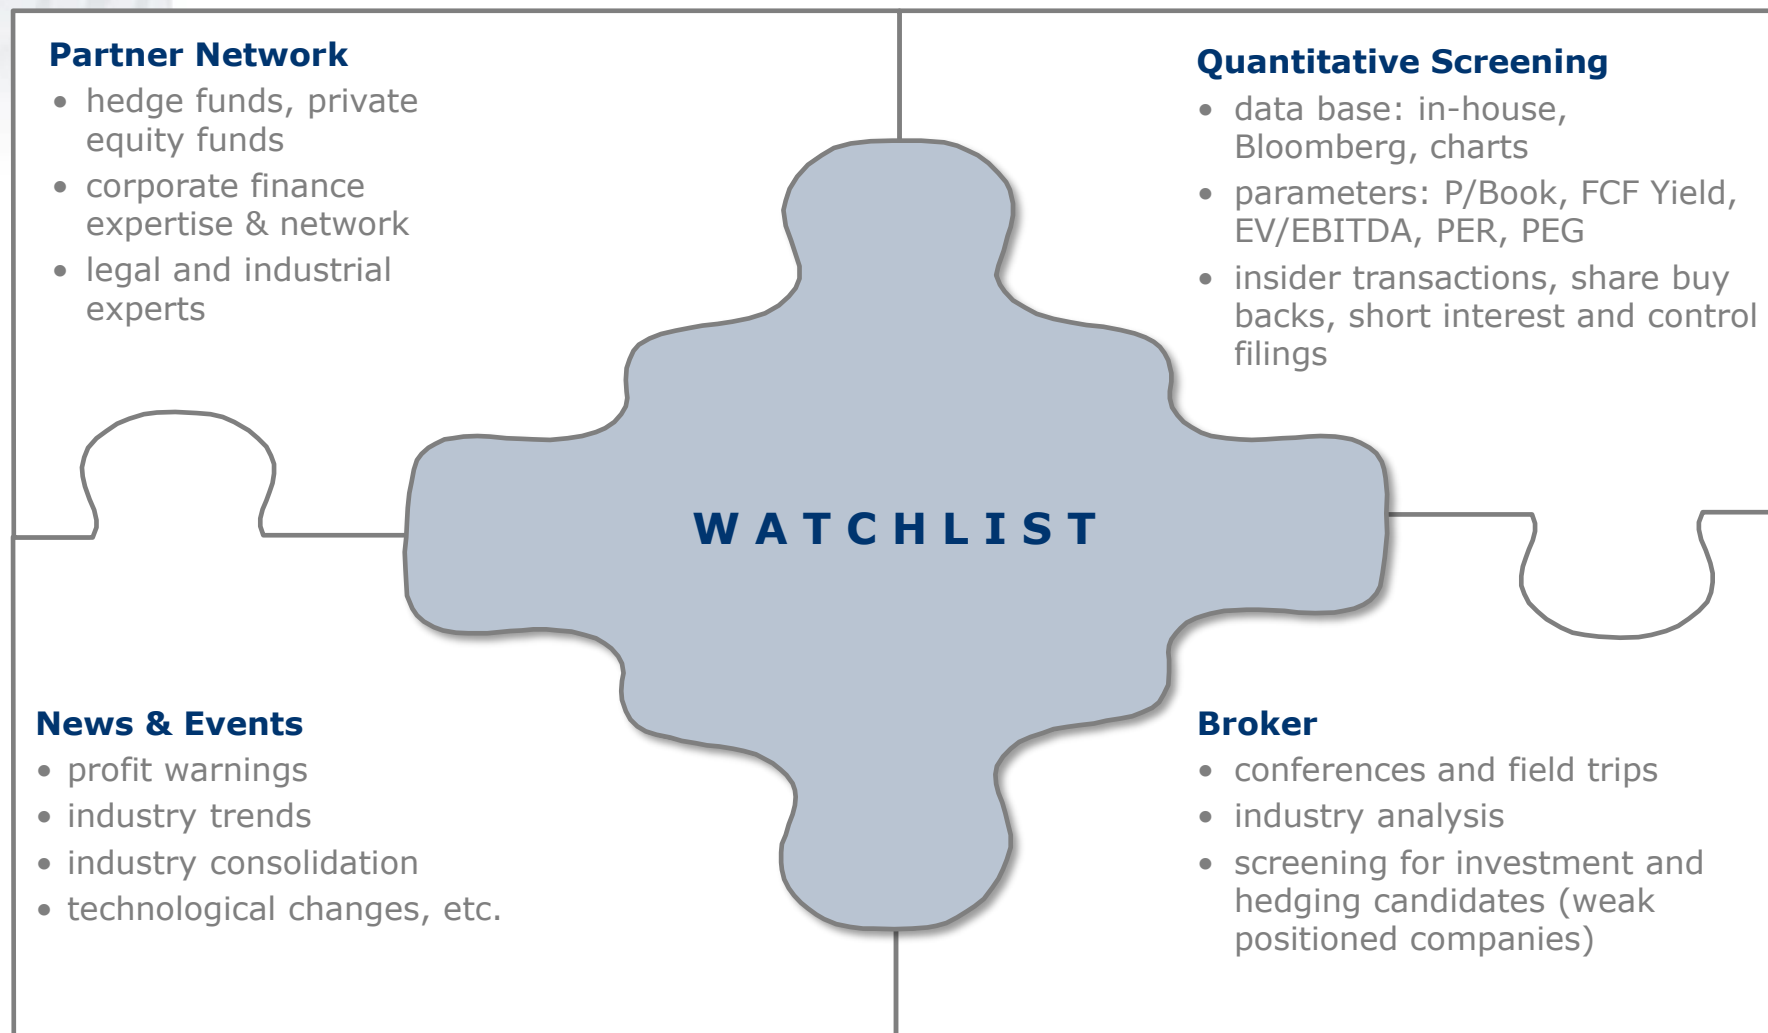 Partner Network
• hedge funds, private
equity funds
• corporate finance
expertise & network
• legal and industrial
experts
Quantitative Screening
• data base: in-house,
Bloomberg, charts
• parameters: P/Book, FCF Yield,
EV/EBITDA, PER, PEG
• insider transactions, share buy
backs, short interest and control
filings
WATCHLIST
News & Events
• profit warnings
• industry trends
• industry consolidation
• technological changes, etc.
Broker
• conferences and field trips
• industry analysis
• screening for investment and
hedging candidates (weak
positioned companies)